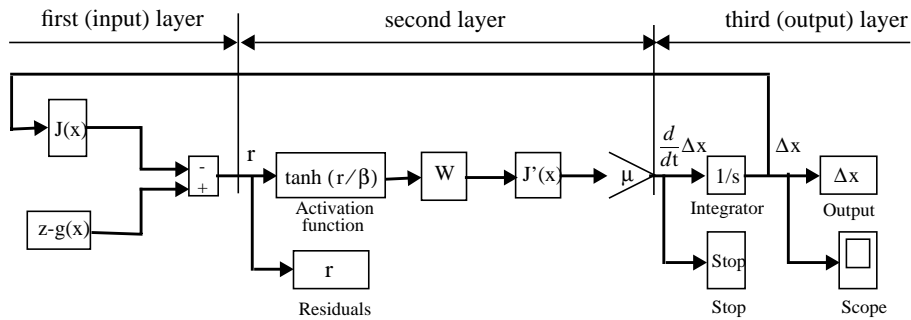 first (input) layer
second layer
third (output) layer
J(x)
z-g(x)
-
+
r
tanh (r/β)
Activation
function
r
Residuals
W
J’(x)
μ
d/dt Δx
1/s
Integrator
Stop
Stop
Δx
Δx
Output
Scope